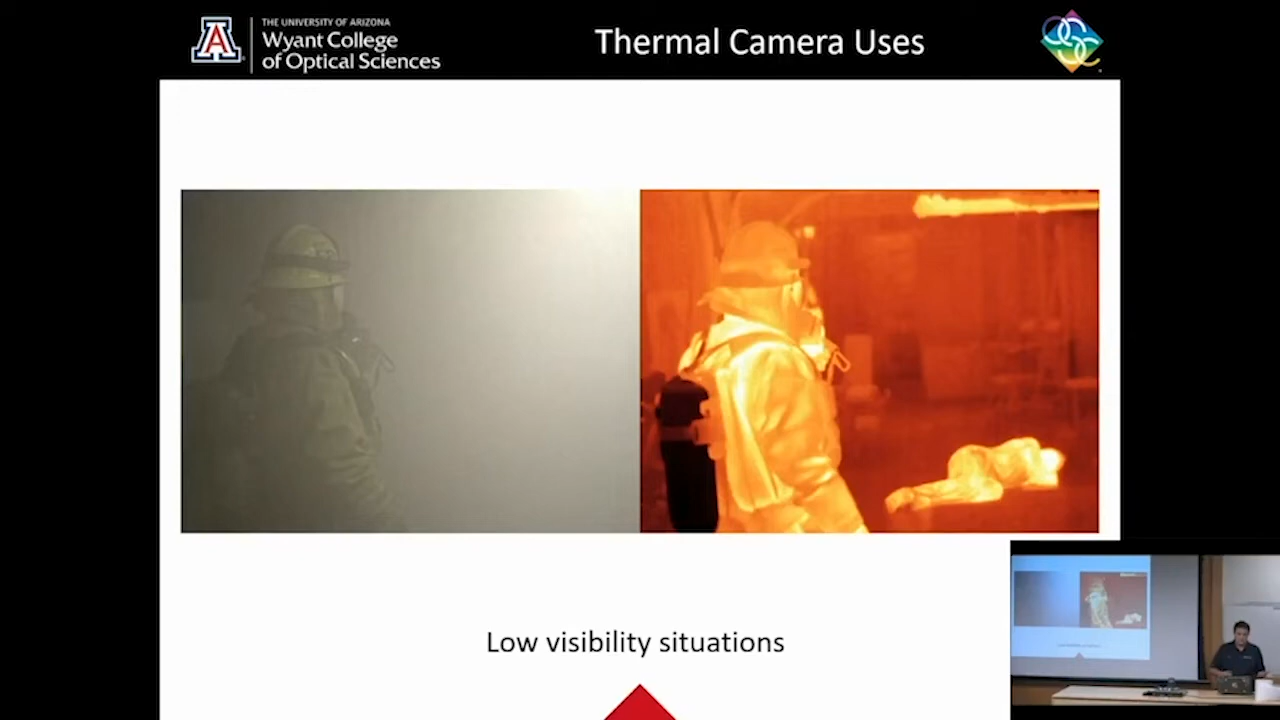 THE UNIVERSITY OF ARIZONA
Wyant College
of Optical Sciences
A
Thermal Camera Uses
Low visibility situations